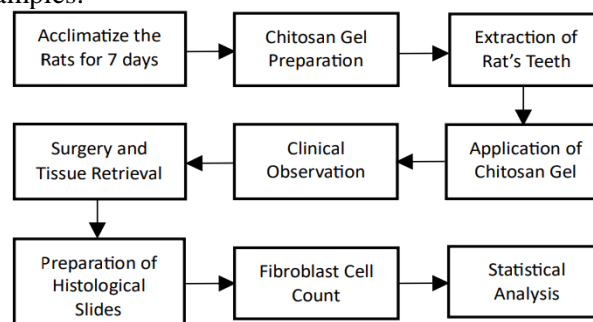 Acclimatize the
Rats for 7 days
Chitosan Gel
Preparation
Extraction of
Rat's Teeth
Application of
Chitosan Gel
Clinical
Observation
Surgery and
Tissue Retrieval
Preparation of
Histological
Slides
Fibroblast Cell
Count
Statistical
Analysis